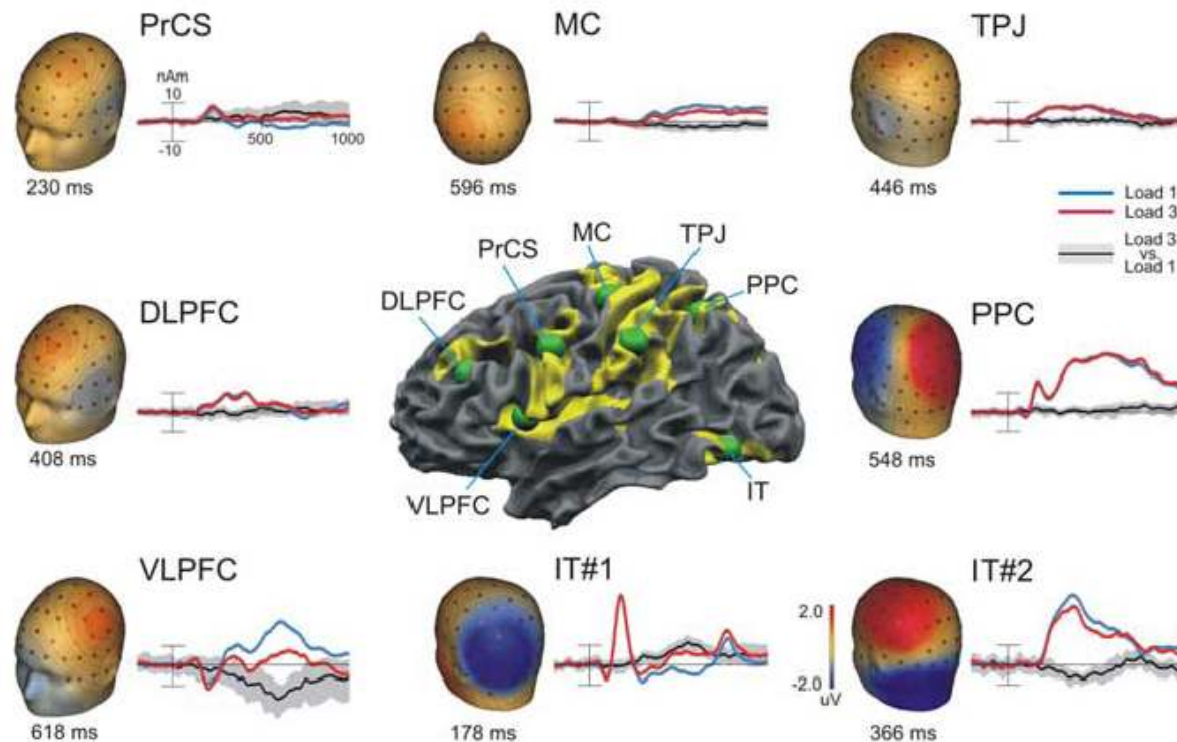 PrCS
nAm
10
-10
500
1000
230 ms
MC
596 ms
TPJ
446 ms
Load 1
Load 3
Load 3
vs.
Load 1
DLPFC
408 ms
PrCS
MC
TPJ
DLPFC
PPC
VLPFC
IT
PPC
548 ms
VLPFC
618 ms
IT#1
178 ms
IT#2
2.0
-2.0
uV
366 ms